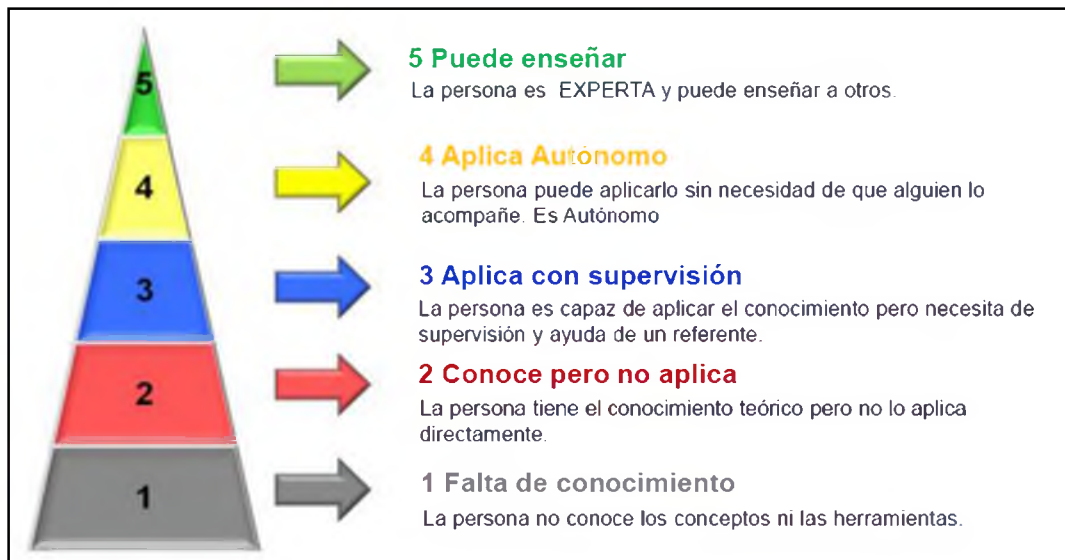 5
5 Puede enseñar
La persona es EXPERTA y puede enseñar a otros.
4
4 Aplica Autónomo
La persona puede aplicarlo sin necesidad de que alguien lo
acompañe. Es Autónomo
3
3 Aplica con supervisión
La persona es capaz de aplicar el conocimiento pero necesita de
supervisión y ayuda de un referente.
2
2 Conoce pero no aplica
La persona tiene el conocimiento teórico pero no lo aplica
directamente.
1
1 Falta de conocimiento
La persona no conoce los conceptos ni las herramientas.